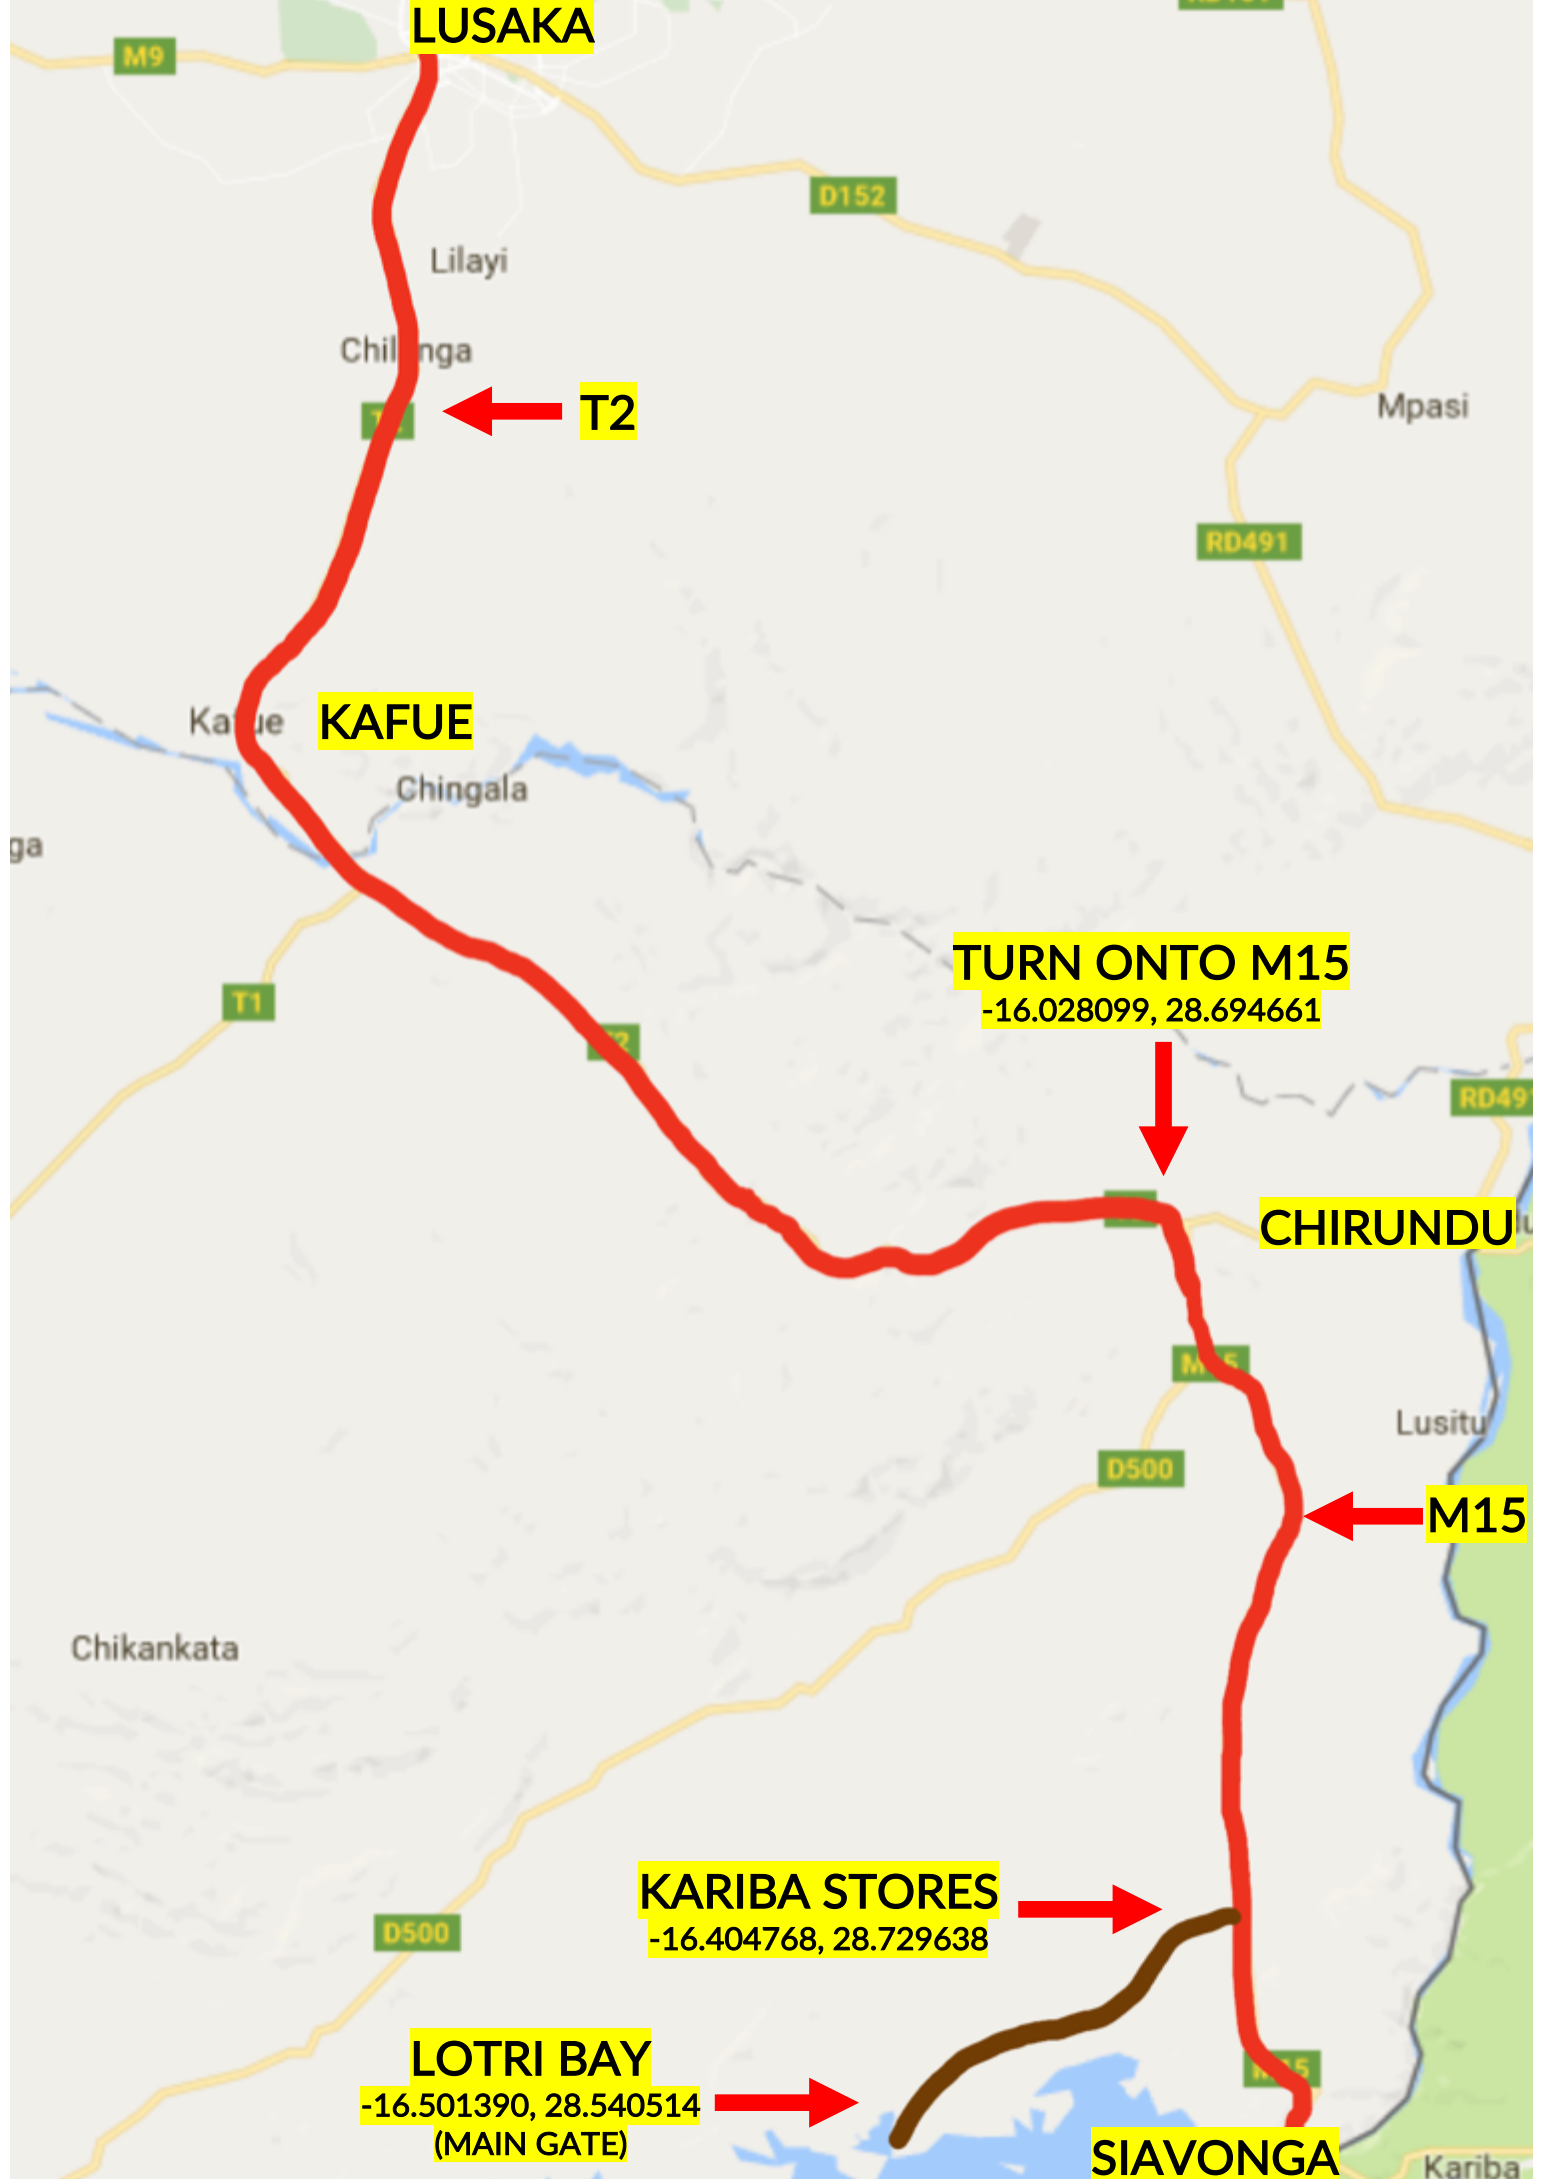 LUSAKA
M9
D152
Lilayi
T2
Mpasi
RD491
KAFUE
Chingala
ga
TURN ONTO M15
-16.028099, 28.694661
T1
RD49
CHIRUNDU
Lusitu
D500
M15
Chikankata
KARIBA STORES
-16.404768, 28.729638
D500
LOTRI BAY
-16.501390, 28.540514
(MAIN GATE)
SIAVONGA
Kariba